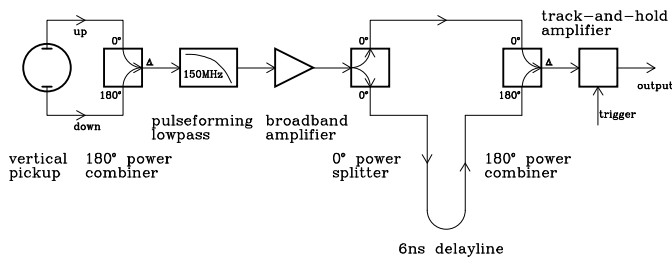 track-and-hold
amplifier
up
0°
0°
0°
Δ
150MHz
Δ
180°
0°
180°
output
down
trigger
pulseforming
lowpass
broadband
amplifier
vertical
pickup
180° power
combiner
0° power
splitter
180° power
combiner
6ns delayline